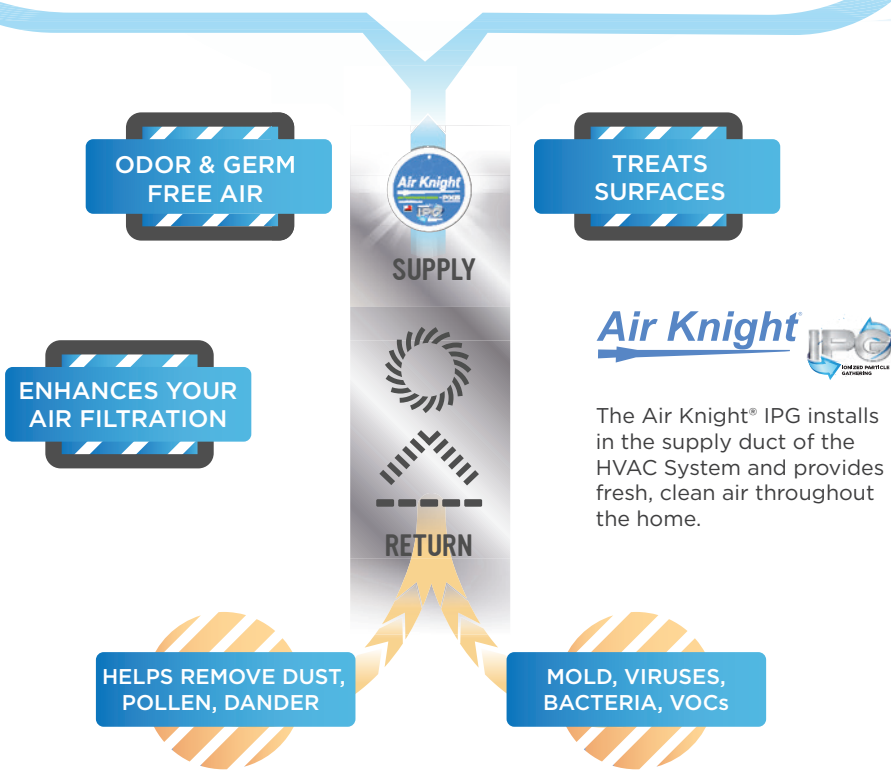 ODOR & GERM
FREE AIR
TREATS
SURFACES
Air Knight
IPG
SUPPLY
ENHANCES YOUR
AIR FILTRATION
Air Knight®
IPG
IONIZED PARTICLE
GATHERING
The Air Knight® IPG installs
in the supply duct of the
HVAC System and provides
fresh, clean air throughout
the home.
RETURN
HELPS REMOVE DUST,
POLLEN, DANDER
MOLD, VIRUSES,
BACTERIA, VOCs